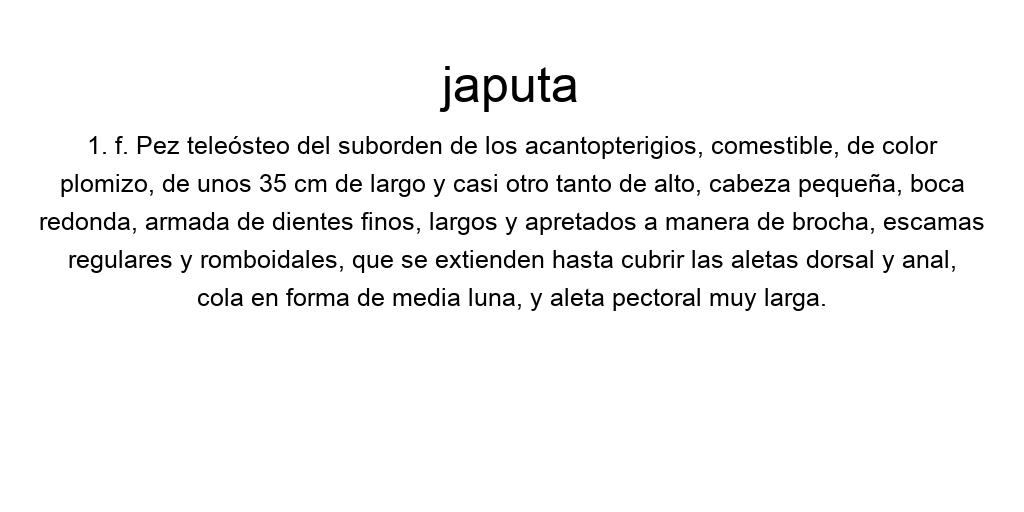 japuta
1. f. Pez teleósteo del suborden de los acantopterigios, comestible, de color
plomizo, de unos 35 cm de largo y casi otro tanto de alto, cabeza pequeña, boca
redonda, armada de dientes finos, largos y apretados a manera de brocha, escamas
regulares y romboidales, que se extienden hasta cubrir las aletas dorsal y anal,
cola en forma de media luna, y aleta pectoral muy larga.